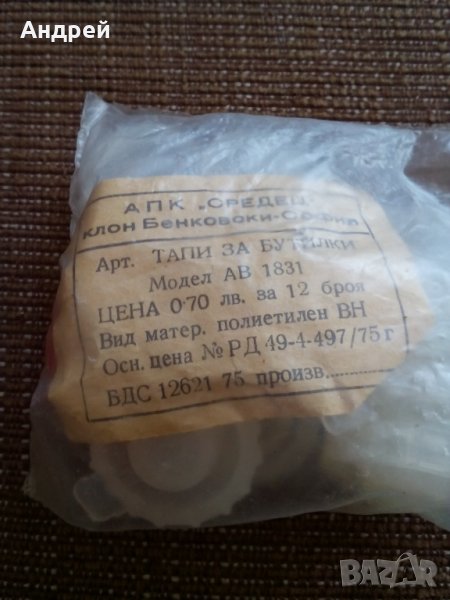 Андрей
АПК „СРЕДЕЦ“
клон Бенковски-София
Арт. ТАПИ ЗА БУТИЛКИ
Модел АВ 1831
ЦЕНА 0·70 лв. за 12 броя
Вид матер. полиетилен ВН
Осн. цена № РД 49-4-497/75 г
БДС 12621 75 произв...............
BAZAR